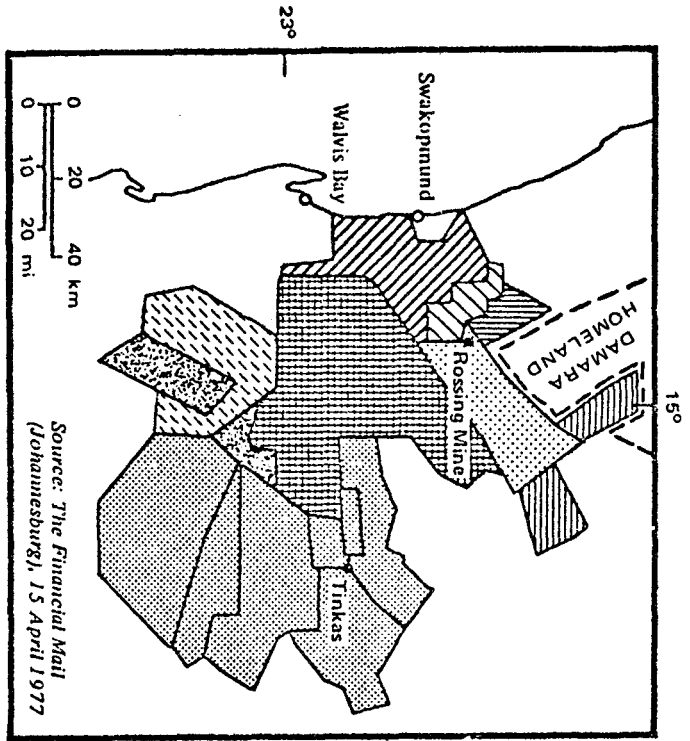 23°
15°
DAMARA
HOMELAND
Swakopmund
Rossing Mine
Walvis Bay
Tinkas
0 20 40 km
0 10 20 mi
Source: The Financial Mail
(Johannesburg), 15 April 1977